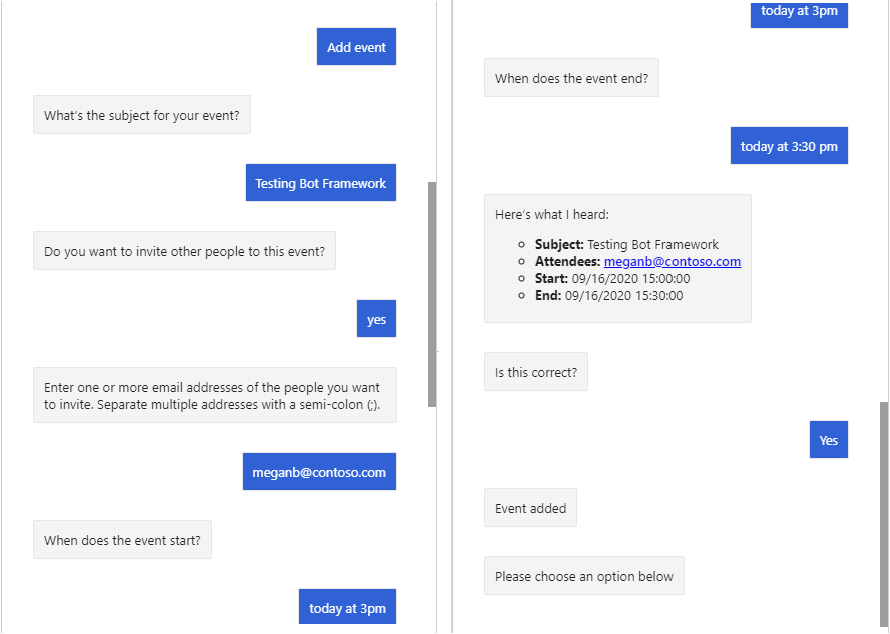 Add event
What's the subject for your event?
Testing Bot Framework
Do you want to invite other people to this event?
yes
Enter one or more email addresses of the people you want
to invite. Separate multiple addresses with a semi-colon (;).
meganb@contoso.com
When does the event start?
today at 3pm
today at 3pm
When does the event end?
today at 3:30 pm
Here's what I heard:
Subject: Testing Bot Framework
Attendees: meganb@contoso.com
Start: 09/16/2020 15:00:00
End: 09/16/2020 15:30:00
Is this correct?
Yes
Event added
Please choose an option below